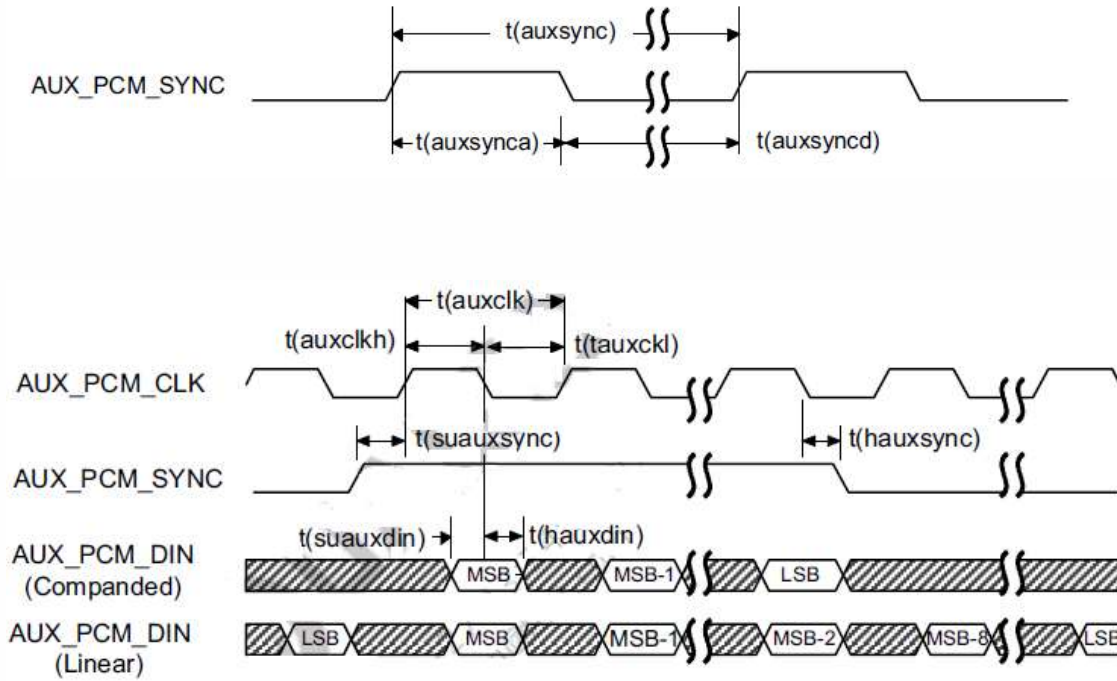 t(auxsync)
AUX_PCM_SYNC
t(auxsynca)
t(auxsyncd)
t(auxclk)
t(auxclkh)
t(tauxckl)
AUX_PCM_CLK
t(suauxsync)
t(hauxsync)
AUX_PCM_SYNC
t(suauxdin)
t(hauxdin)
AUX_PCM_DIN
(Companded)
MSB
MSB-1
LSB
AUX_PCM_DIN
(Linear)
LSB
MSB
MSB-1
MSB-2
MSB-8
LSB